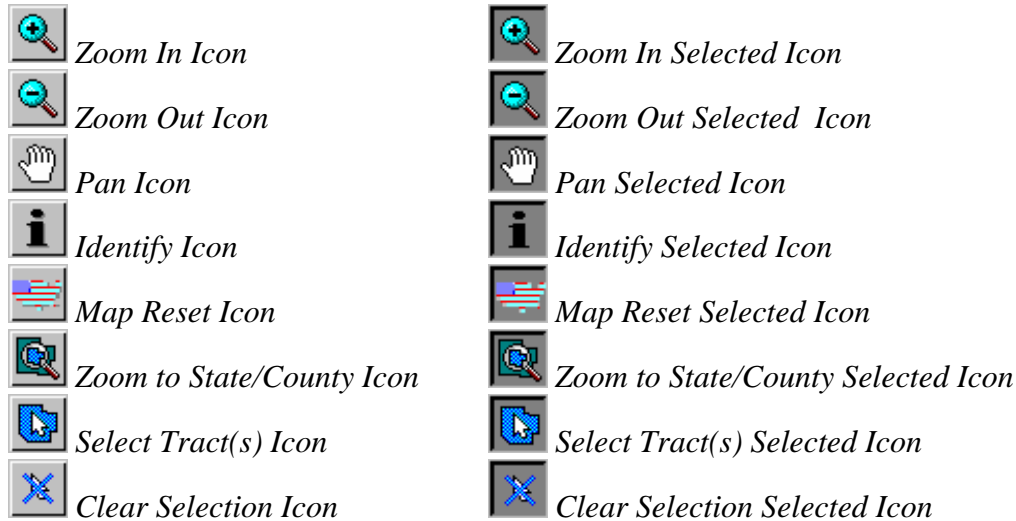 Zoom In Icon Zoom In Selected Icon
Zoom Out Icon Zoom Out Selected Icon
Pan Icon Pan Selected Icon
Identify Icon Identify Selected Icon
Map Reset Icon Map Reset Selected Icon
Zoom to State/County Icon Zoom to State/County Selected Icon
Select Tract(s) Icon Select Tract(s) Selected Icon
Clear Selection Icon Clear Selection Selected Icon